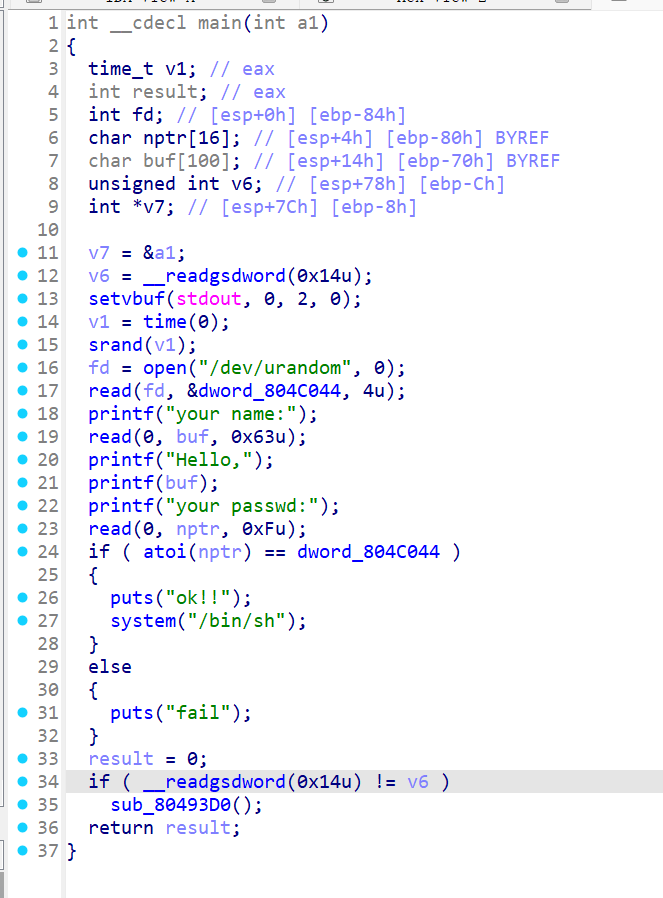 1 int __cdecl main(int a1)
2 {
3 time_t v1; // eax
4 int result; // eax
5 int fd; // [esp+0h] [ebp-84h]
6 char nptr[16]; // [esp+4h] [ebp-80h] BYREF
7 char buf[100]; // [esp+14h] [ebp-70h] BYREF
8 unsigned int v6; // [esp+78h] [ebp-Ch]
9 int *v7; // [esp+7Ch] [ebp-8h]
10
11 v7 = &a1;
12 v6 = __readgsdword(0x14u);
13 setvbuf(stdout, 0, 2, 0);
14 v1 = time(0);
15 srand(v1);
16 fd = open("/dev/urandom", 0);
17 read(fd, &dword_804C044, 4u);
18 printf("your name:");
19 read(0, buf, 0x63u);
20 printf("Hello,");
21 printf(buf);
22 printf("your passwd:");
23 read(0, nptr, 0xFu);
24 if ( atoi(nptr) == dword_804C044 )
25 {
26 puts("ok!!");
27 system("/bin/sh");
28 }
29 else
30 {
31 puts("fail");
32 }
33 result = 0;
34 if ( __readgsdword(0x14u) != v6 )
35 sub_80493D0();
36 return result;
37 }